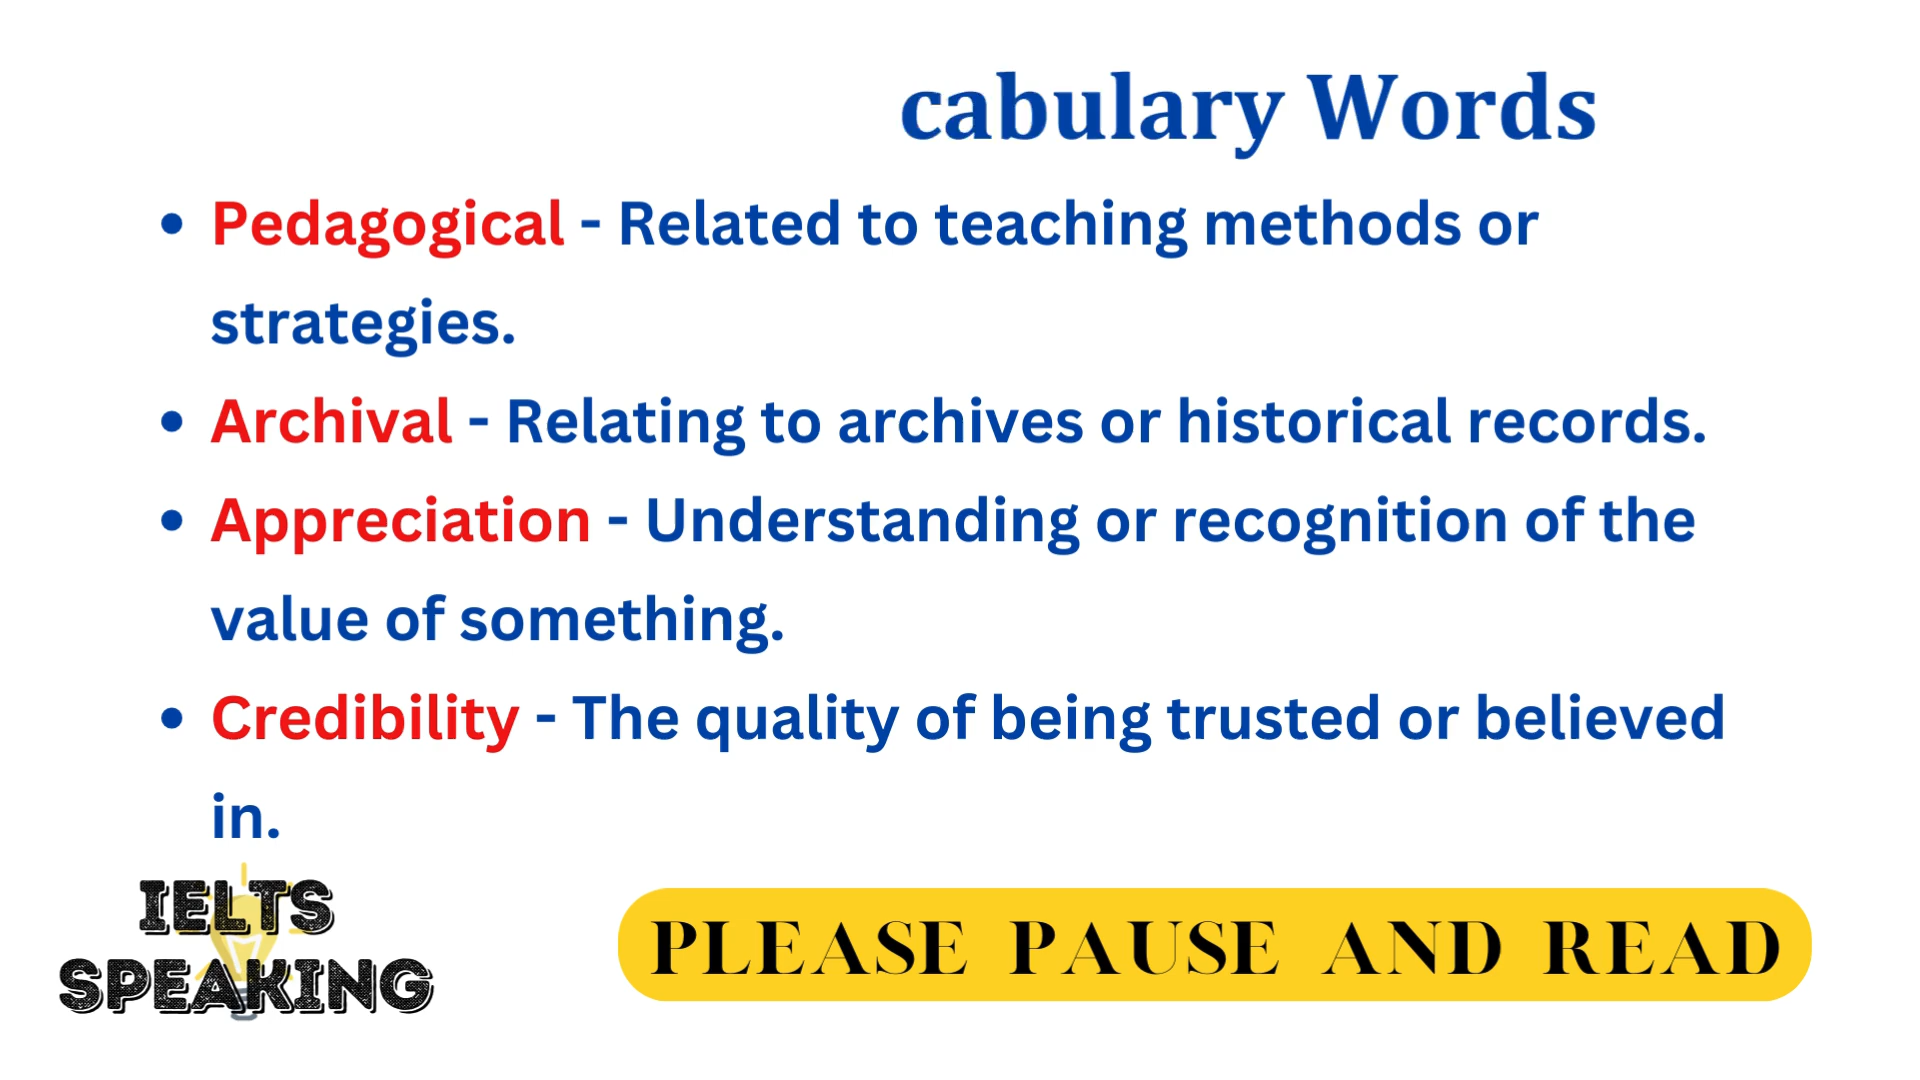 cabulary Words
• Pedagogical - Related to teaching methods or
strategies.
• Archival - Relating to archives or historical records.
• Appreciation - Understanding or recognition of the
value of something.
• Credibility - The quality of being trusted or believed
in.
IELTS
SPEAKING
PLEASE PAUSE AND READ